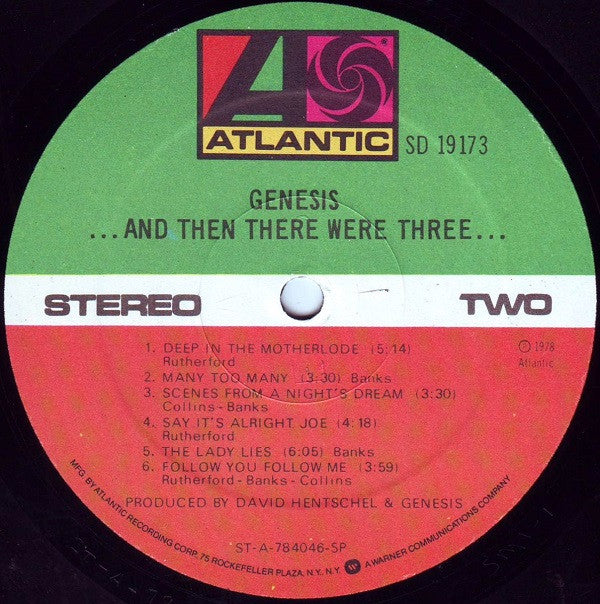 ATLANTIC
SD 19173
GENESIS
...AND THEN THERE WERE THREE...
STEREO TWO
1. DEEP IN THE MOTHERLODE (5:14)
Rutherford
2. MANY TOO MANY (3:30) Banks
3. SCENES FROM A NIGHT'S DREAM (3:30)
Collins-Banks
4. SAY IT'S ALRIGHT JOE (4:18)
Rutherford
5. THE LADY LIES (6:05) Banks
6. FOLLOW YOU FOLLOW ME (3:59)
Rutherford-Banks-Collins
℗ 1978
Atlantic
PRODUCED BY DAVID HENTSCHEL & GENESIS
ST-A-784046-SP
MFG. BY ATLANTIC RECORDING CORP. 75 ROCKEFELLER PLAZA, N.Y. N.Y. W A WARNER COMMUNICATIONS COMPANY